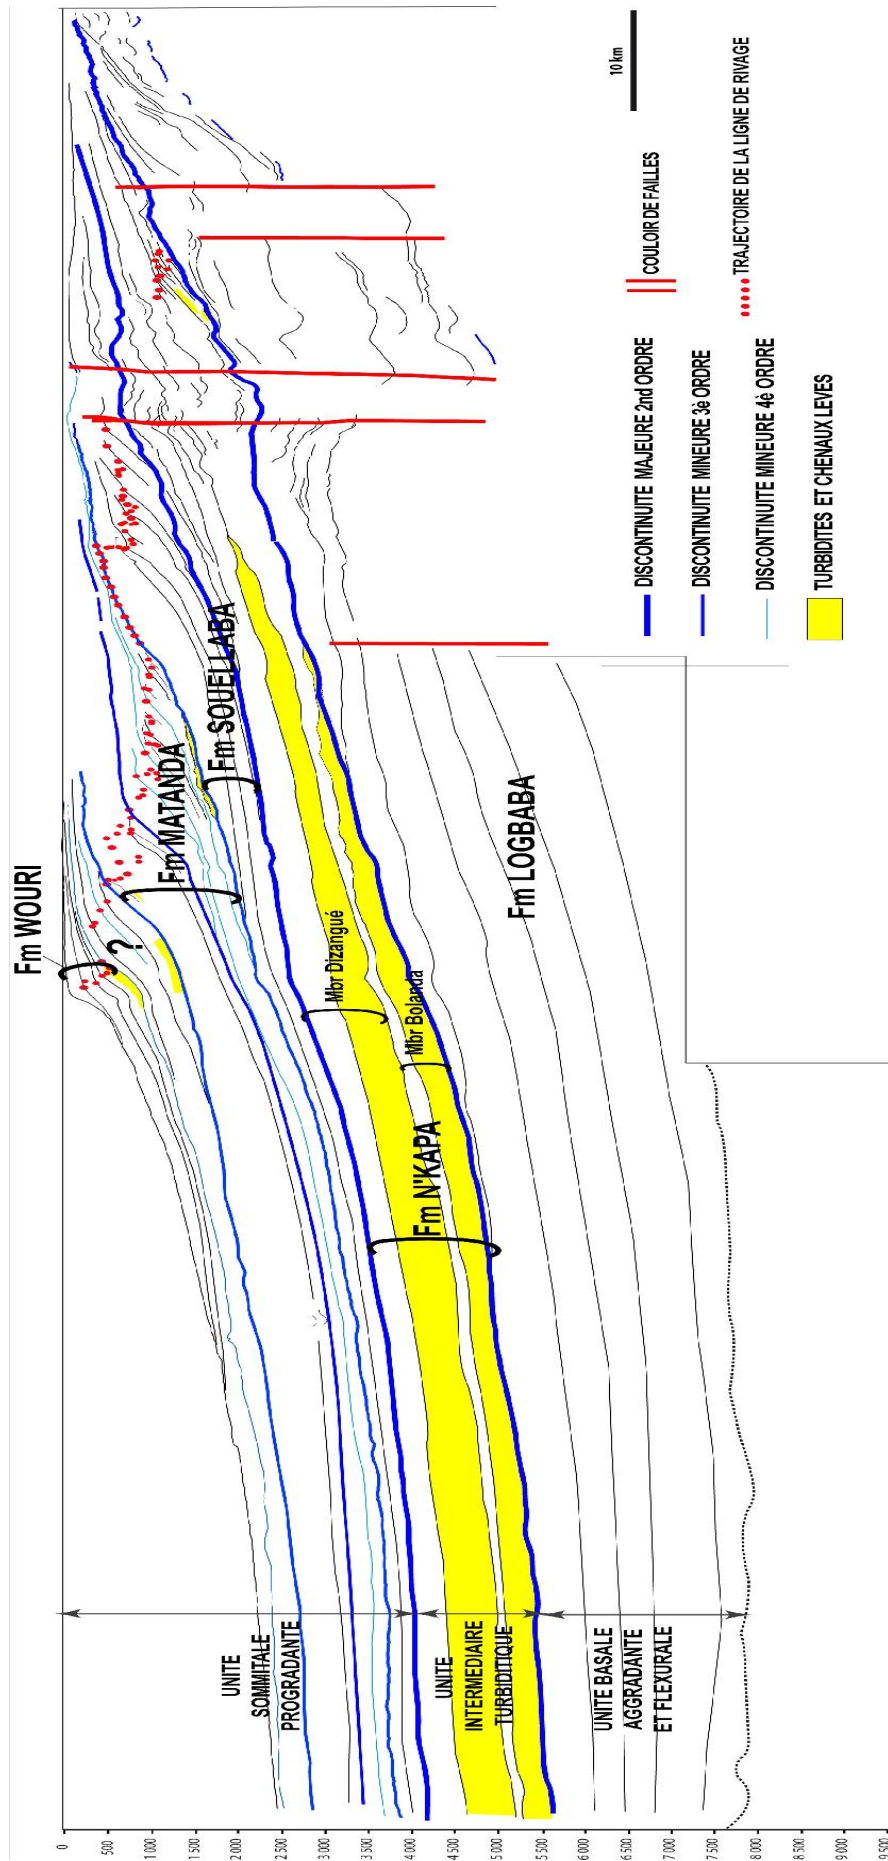 Fm WOURI
?
Fm MATANDA
Fm SOUELLABA
Mbr Dizangué
Mbr Bolanda
Fm N'KAPA
Fm LOGBABA
UNITE
SOMMITALE
PROGRADANTE
UNITE
INTERMEDIAIRE
TURBIDITIQUE
UNITE BASALE
AGGRADANTE
ET FLEXURALE
10 km
COULOIR DE FAILLES
TRAJECTOIRE DE LA LIGNE DE RIVAGE
DISCONTINUITE MAJEURE 2nd ORDRE
DISCONTINUITE MINEURE 3è ORDRE
DISCONTINUITE MINEURE 4è ORDRE
TURBIDITES ET CHENAUX LEVES
0
500
1 000
1 500
2 000
2 500
3 000
3 500
4 000
4 500
5 000
5 500
6 000
6 500
7 000
7 500
8 000
8 500
9 000
9 500